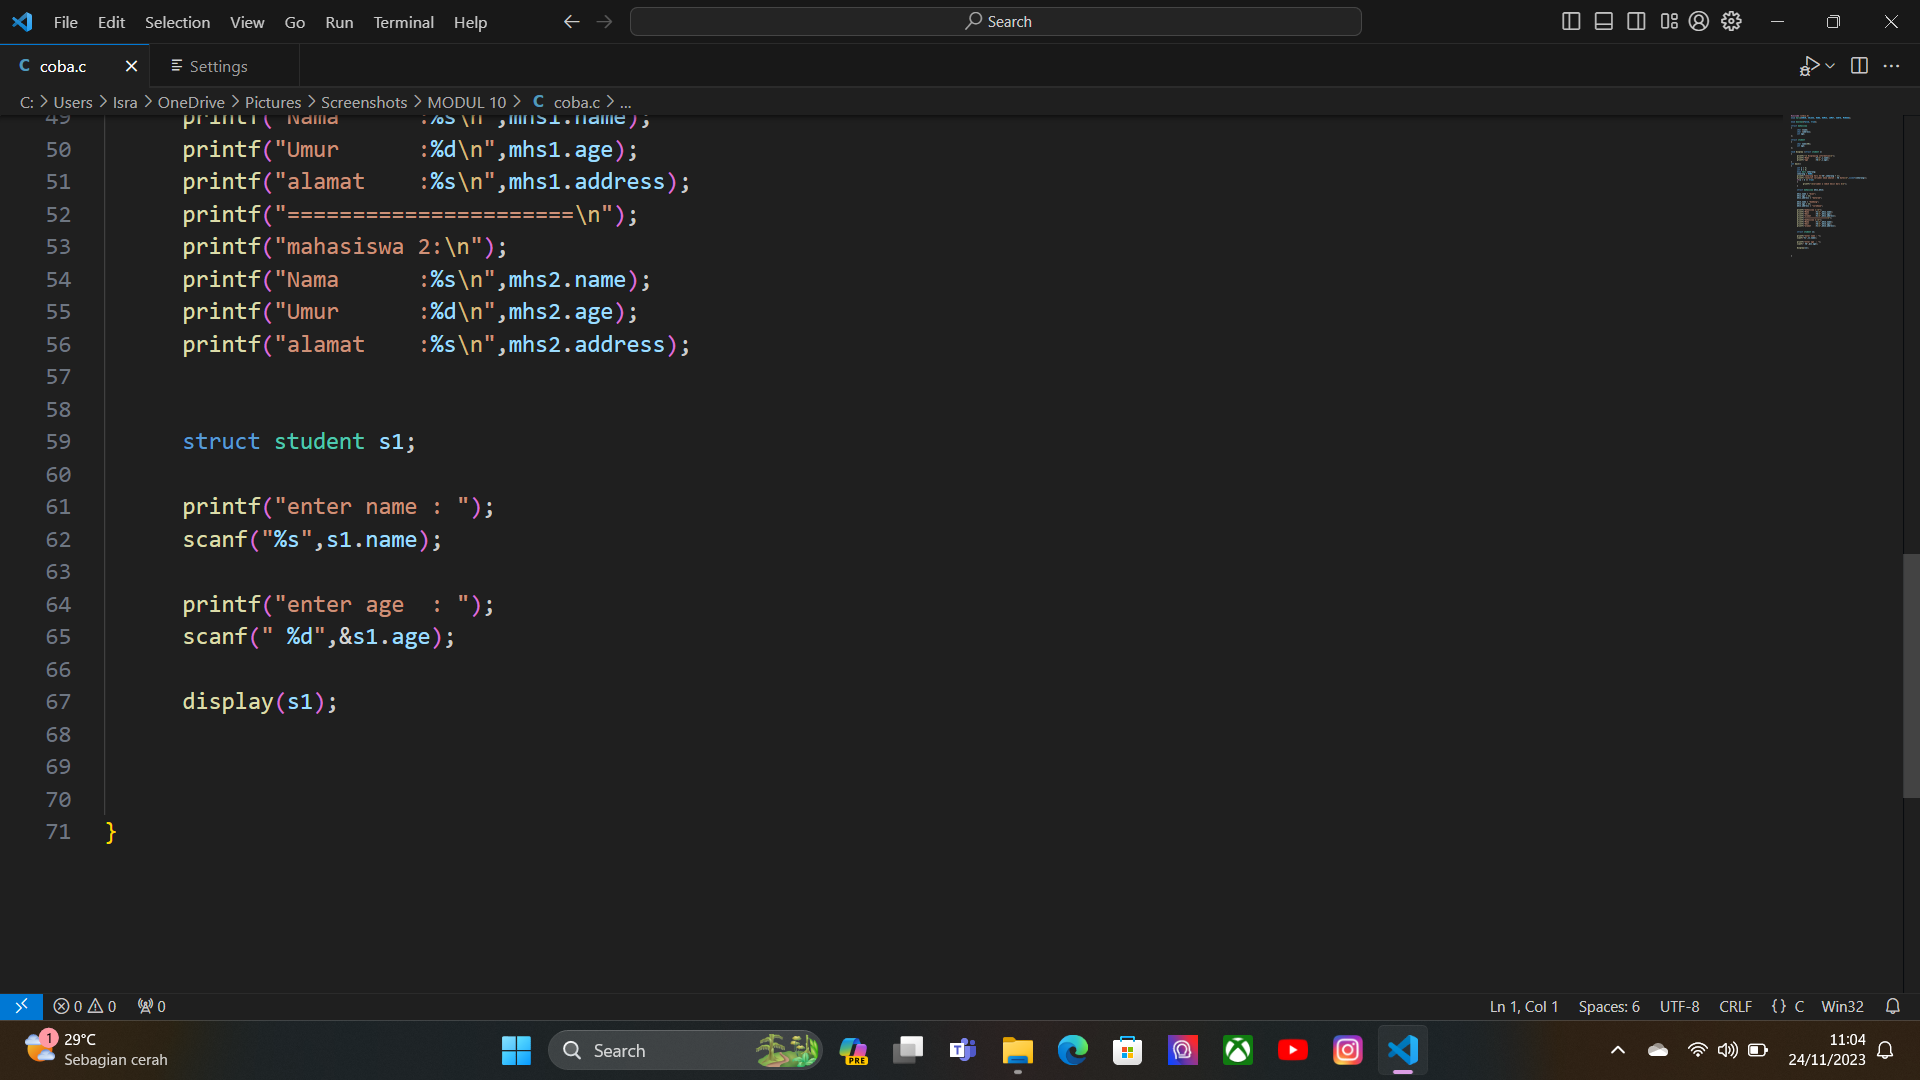 File Edit Selection View Go Run Terminal Help Search
C coba.c Settings
C: > Users > Isra > OneDrive > Pictures > Screenshots > MODUL 10 > C coba.c > ...
49 printf("Nama      :%s\n",mhs1.name);
50 printf("Umur      :%d\n",mhs1.age);
51 printf("alamat    :%s\n",mhs1.address);
52 printf("======================\n");
53 printf("mahasiswa 2:\n");
54 printf("Nama      :%s\n",mhs2.name);
55 printf("Umur      :%d\n",mhs2.age);
56 printf("alamat    :%s\n",mhs2.address);
57
58
59 struct student s1;
60
61 printf("enter name : ");
62 scanf("%s",s1.name);
63
64 printf("enter age  : ");
65 scanf(" %d",&s1.age);
66
67 display(s1);
68
69
70
71 }
0 0 0 Ln 1, Col 1 Spaces: 6 UTF-8 CRLF {} C Win32
1 29°C
Sebagian cerah
Search
PRE
11:04
24/11/2023